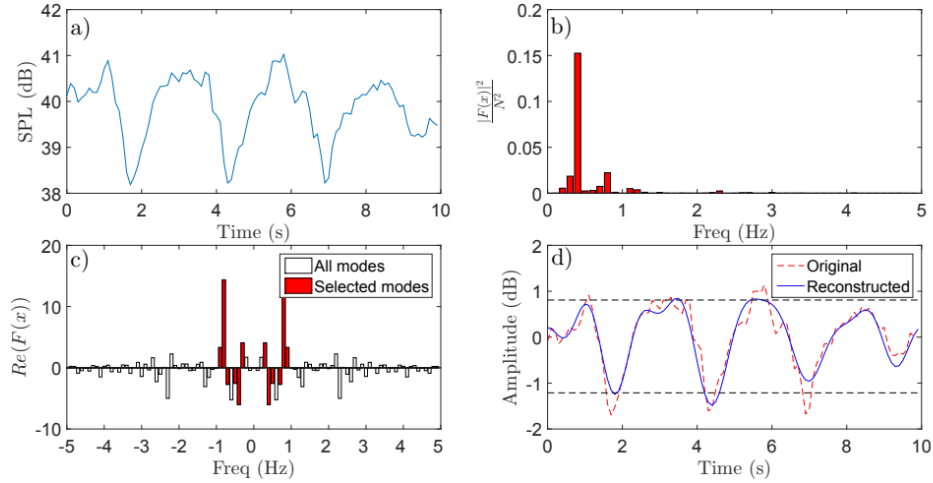 a)
SPL (dB)
41
40
39
38
0 2 4 6 8 10
Time (s)
b)
|F(x)|²
N²
0.2
0.15
0.1
0.05
0
0 1 2 3 4 5
Freq (Hz)
c)
Re(F(x))
20
10
0
-10
All modes
Selected modes
-5 -4 -3 -2 -1 0 1 2 3 4 5
Freq (Hz)
d)
Amplitude (dB)
2
1
0
-1
-2
Original
Reconstructed
0 2 4 6 8 10
Time (s)